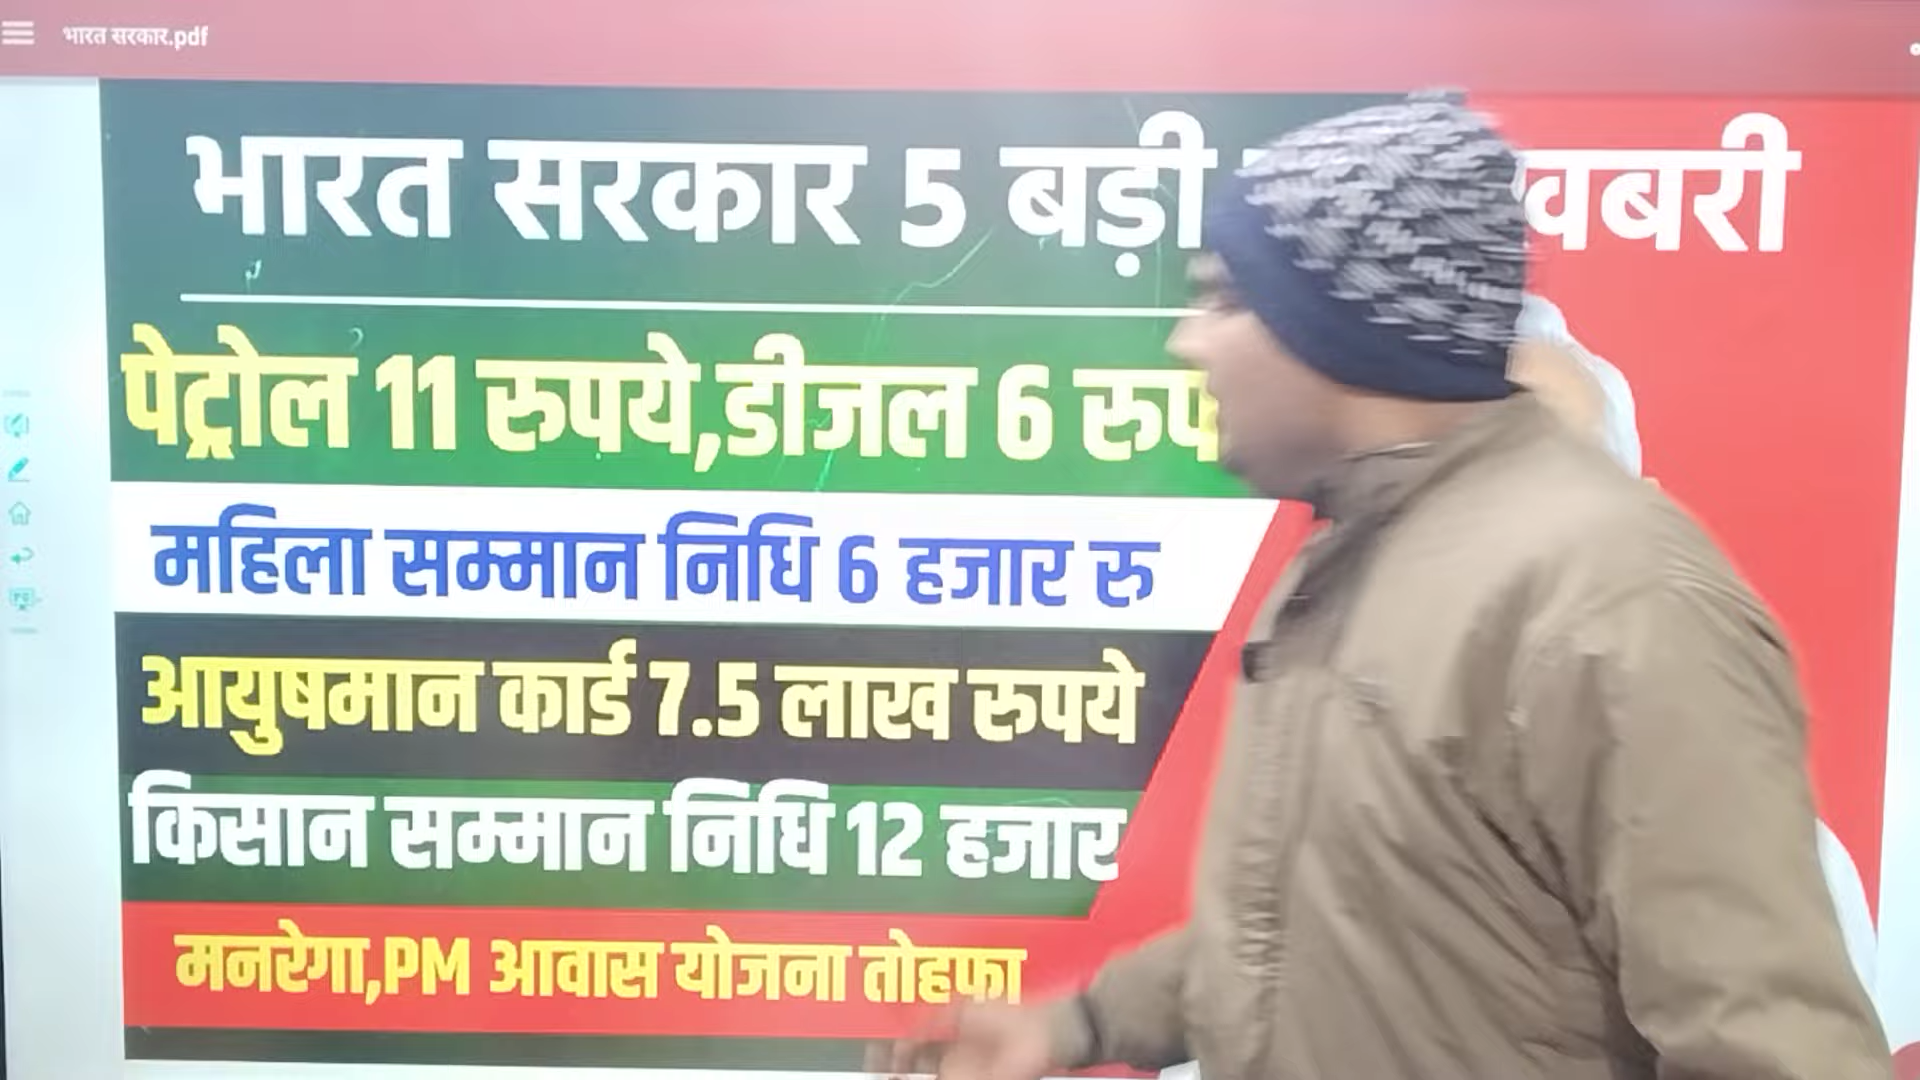 भारत सरकार.pdf
भारत सरकार 5 बड़ी
पेट्रोल 11 रुपये,डीजल 6
महिला सम्मान निधि 6 हजार रु
आयुषमान कार्ड 7.5 लाख रुपये
किसान सम्मान निधि 12 हजार
मनरेगा,PM आवास योजना तोहफा